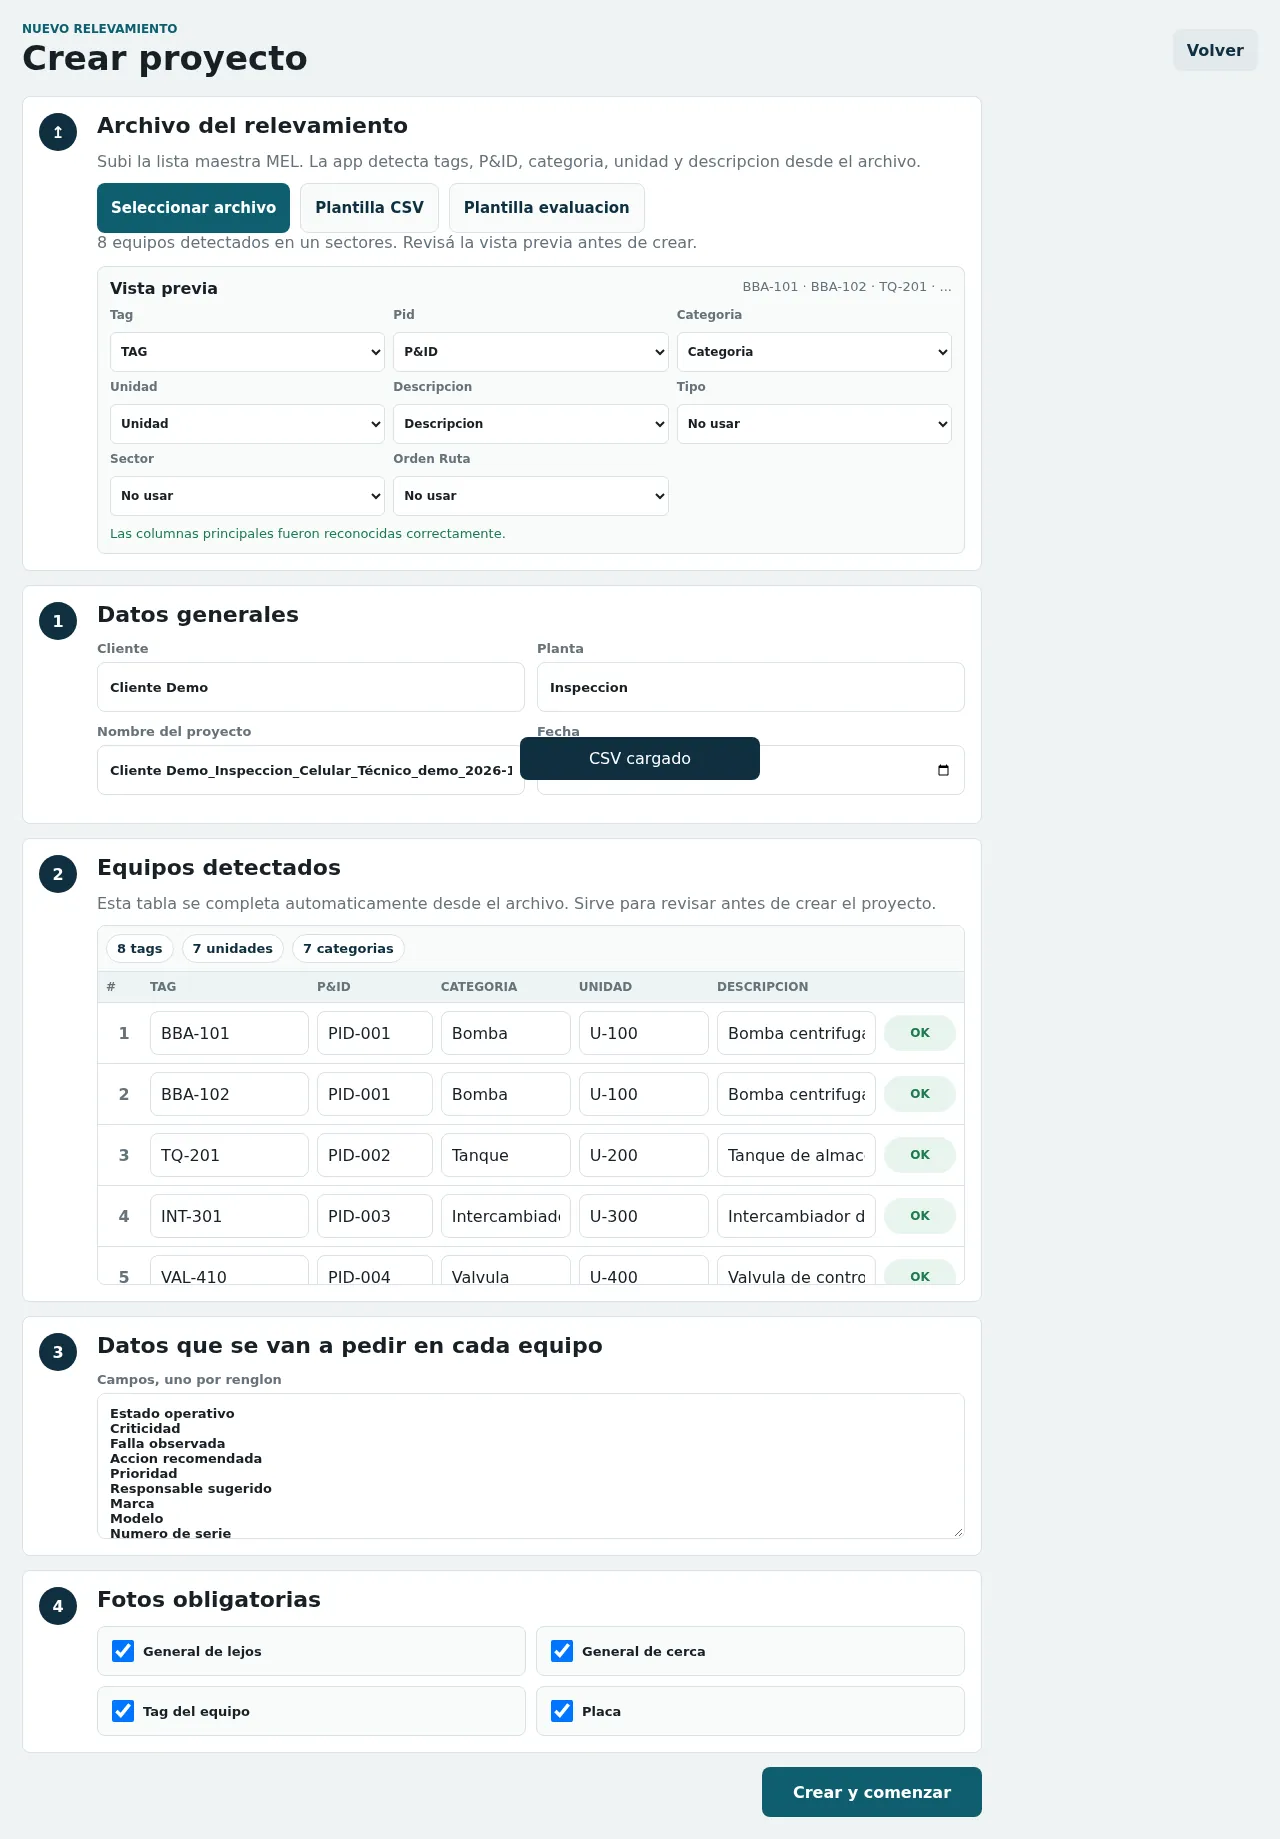 NUEVO RELEVAMIENTO
Crear proyecto
Volver
↥
Archivo del relevamiento
Subi la lista maestra MEL. La app detecta tags, P&ID, categoria, unidad y descripcion desde el archivo.
Seleccionar archivo
Plantilla CSV
Plantilla evaluacion
8 equipos detectados en un sectores. Revisá la vista previa antes de crear.
Vista previa
BBA-101 · BBA-102 · TQ-201 · ...
Tag
Pid
Categoria
TAG
P&ID
Categoria
Unidad
Descripcion
Tipo
Unidad
Descripcion
No usar
Sector
Orden Ruta
No usar
No usar
Las columnas principales fueron reconocidas correctamente.
1
Datos generales
Cliente
Planta
Cliente Demo
Inspeccion
Nombre del proyecto
Fecha
Cliente Demo_Inspeccion_Celular_Técnico_demo_2026-1
CSV cargado
2
Equipos detectados
Esta tabla se completa automaticamente desde el archivo. Sirve para revisar antes de crear el proyecto.
8 tags
7 unidades
7 categorias
# TAG P&ID CATEGORIA UNIDAD DESCRIPCION
1 BBA-101 PID-001 Bomba U-100 Bomba centrifuga OK
2 BBA-102 PID-001 Bomba U-100 Bomba centrifuga OK
3 TQ-201 PID-002 Tanque U-200 Tanque de almac OK
4 INT-301 PID-003 Intercambiado U-300 Intercambiador d OK
5 VAL-410 PID-004 Valvula U-400 Valvula de contro OK
3
Datos que se van a pedir en cada equipo
Campos, uno por renglon
Estado operativo
Criticidad
Falla observada
Accion recomendada
Prioridad
Responsable sugerido
Marca
Modelo
Numero de serie
4
Fotos obligatorias
General de lejos
General de cerca
Tag del equipo
Placa
Crear y comenzar